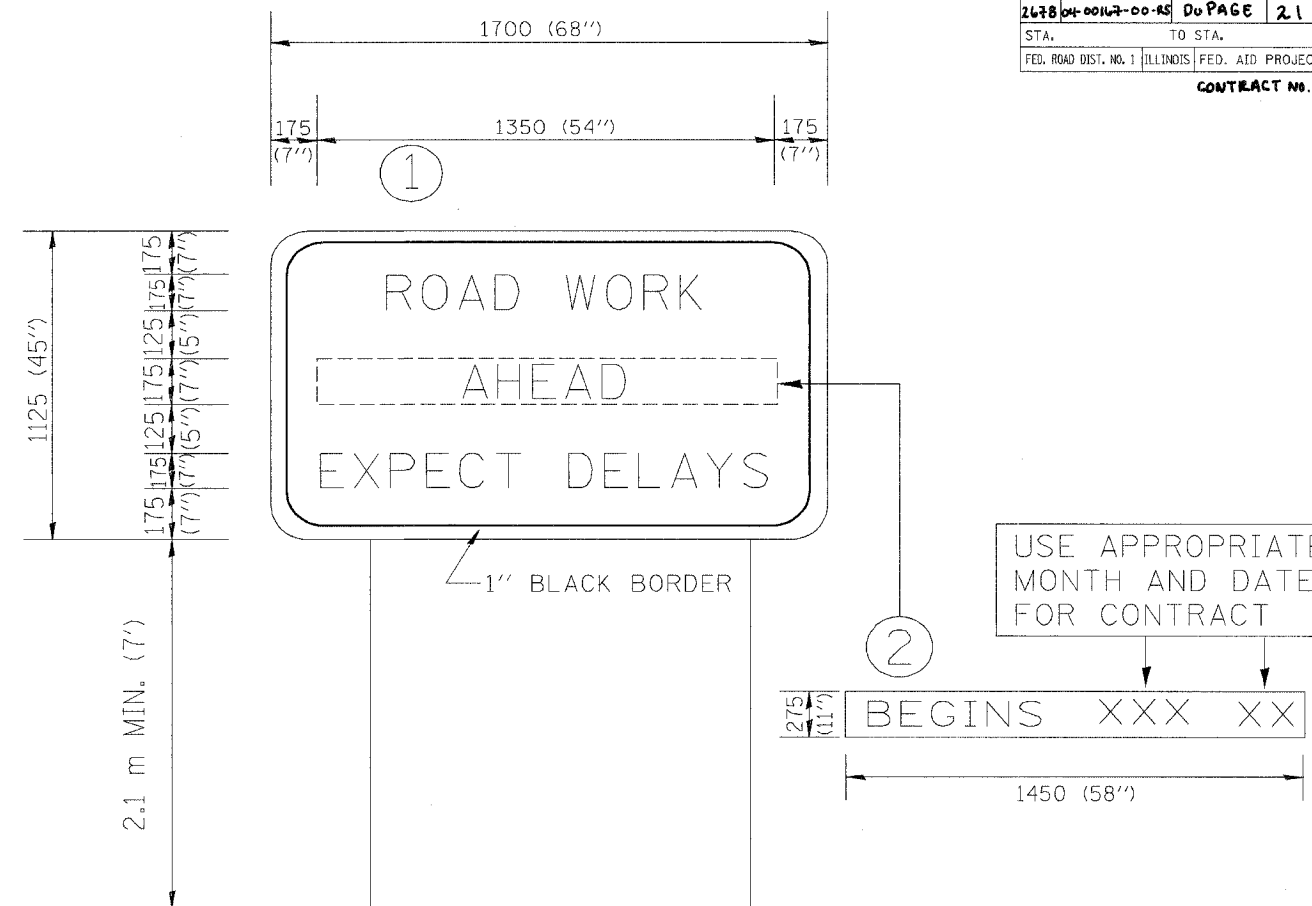 2678 04-00167-00-RS DuPAGE 21
STA. TO STA.
FED. ROAD DIST. NO. 1 ILLINOIS FED. AID PROJEC
CONTRACT NO.
1700 (68'')
175 (7'')
1350 (54'')
175 (7'')
1
1125 (45'')
175 (7'')
175 (7'')
125 (5'')
175 (7'')
125 (5'')
175 (7'')
175 (7'')
ROAD WORK
AHEAD
EXPECT DELAYS
1'' BLACK BORDER
2.1 m MIN. (7')
USE APPROPRIATE
MONTH AND DATE
FOR CONTRACT
2
275 (11'')
BEGINS XXX XX
1450 (58'')